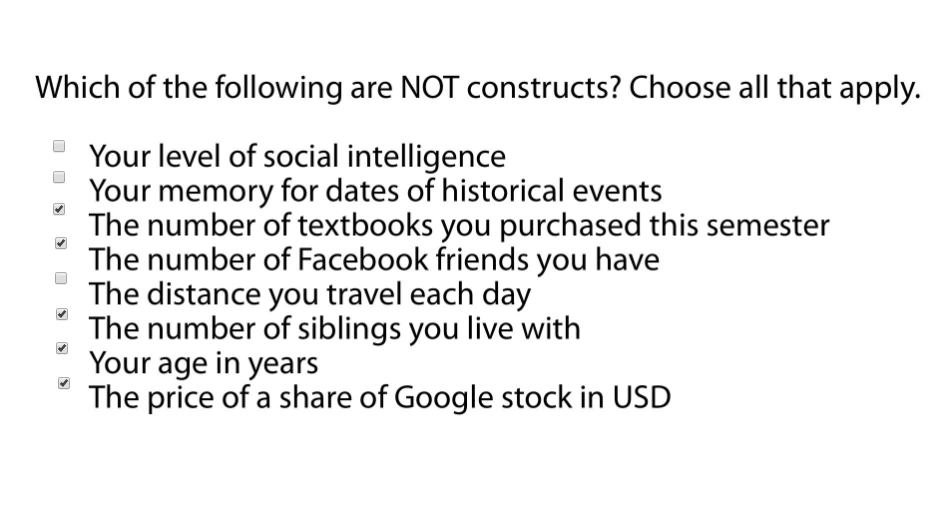 Which of the following are NOT constructs? Choose all that apply.
Your level of social intelligence
Your memory for dates of historical events
The number of textbooks you purchased this semester
The number of Facebook friends you have
The distance you travel each day
The number of siblings you live with
Your age in years
The price of a share of Google stock in USD